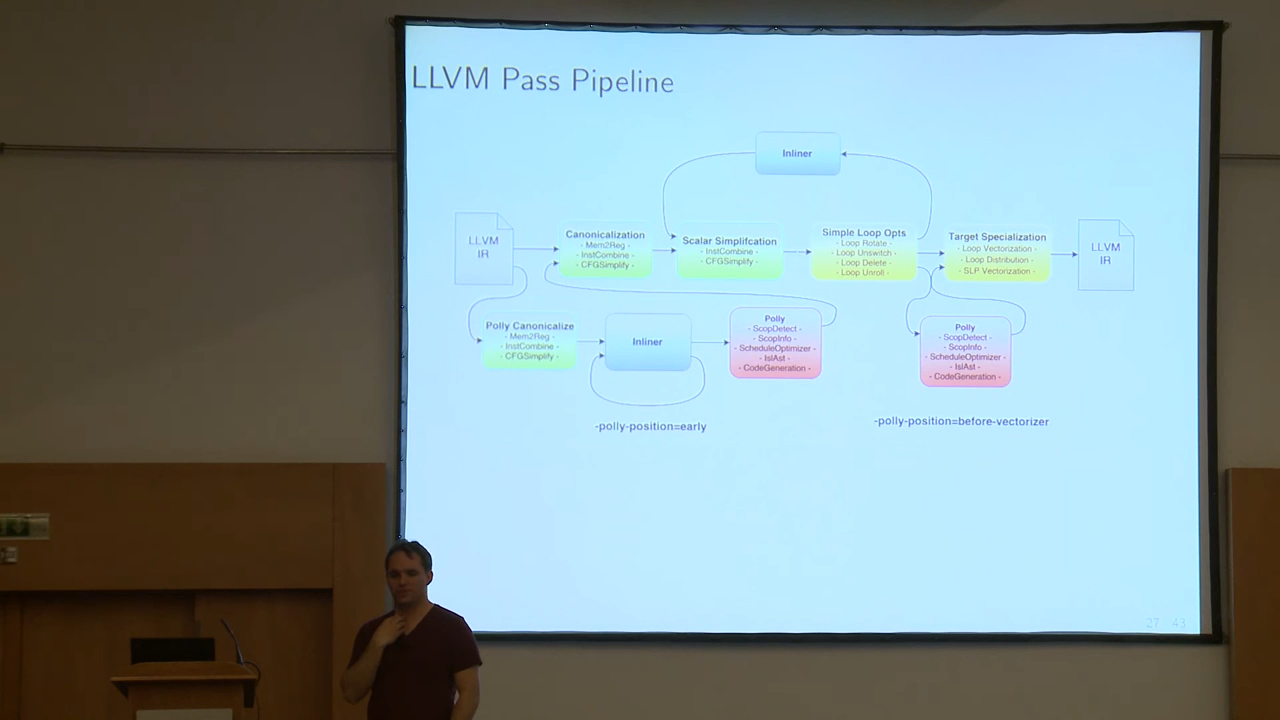 LLVM Pass Pipeline
Inliner
LLVM
IR
Canonicalization
- Mem2Reg -
- InstCombine -
- CFGSimplify -
Scalar Simplifcation
- InstCombine -
- CFGSimplify -
Simple Loop Opts
- Loop Rotate -
- Loop Unswitch -
- Loop Delete -
- Loop Unroll -
Target Specialization
- Loop Vectorization -
- Loop Distribution -
- SLP Vectorization -
LLVM
IR
Polly Canonicalize
- Mem2Reg -
- InstCombine -
- CFGSimplify -
Inliner
Polly
- ScopDetect -
- ScopInfo -
- ScheduleOptimizer -
- IslAst -
- CodeGeneration -
Polly
- ScopDetect -
- ScopInfo -
- ScheduleOptimizer -
- IslAst -
- CodeGeneration -
-polly-position=early
-polly-position=before-vectorizer
27 43